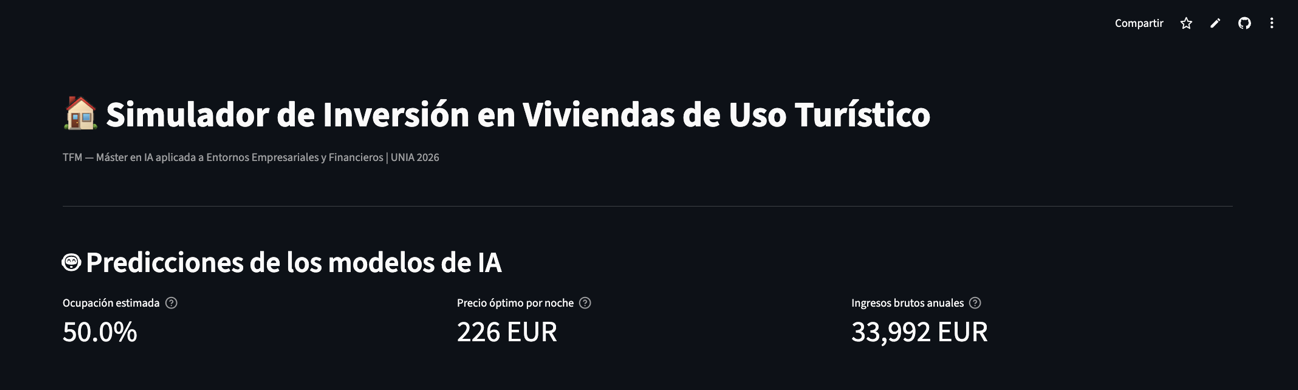 Compartir
Simulador de Inversión en Viviendas de Uso Turístico
TFM — Máster en IA aplicada a Entornos Empresariales y Financieros | UNIA 2026
Predicciones de los modelos de IA
Ocupación estimada
Precio óptimo por noche
Ingresos brutos anuales
50.0%
226 EUR
33,992 EUR